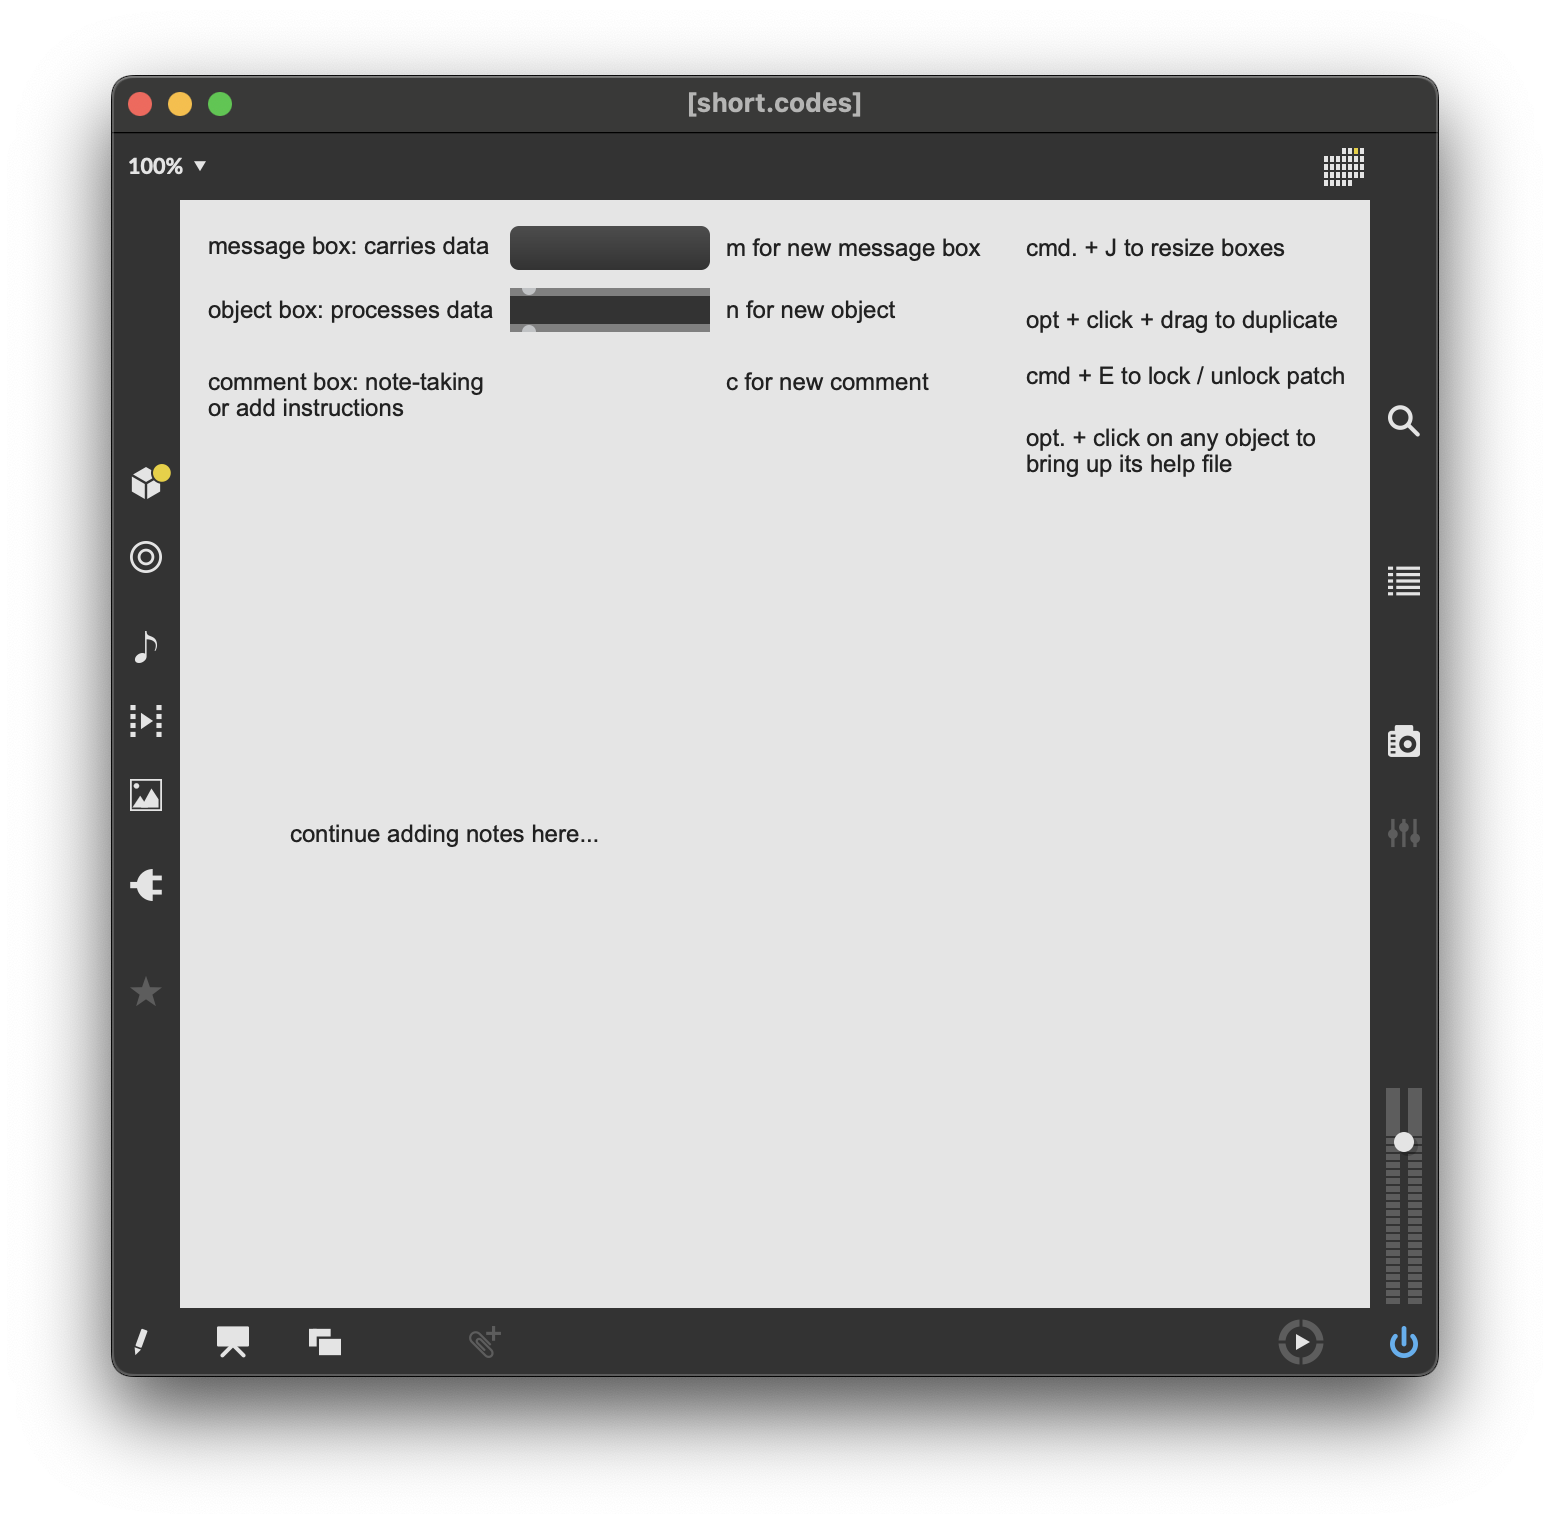 [short.codes]
100%
message box: carries data
m for new message box
cmd. + J to resize boxes
object box: processes data
n for new object
opt + click + drag to duplicate
comment box: note-taking
or add instructions
c for new comment
cmd + E to lock / unlock patch
opt. + click on any object to
bring up its help file
continue adding notes here...